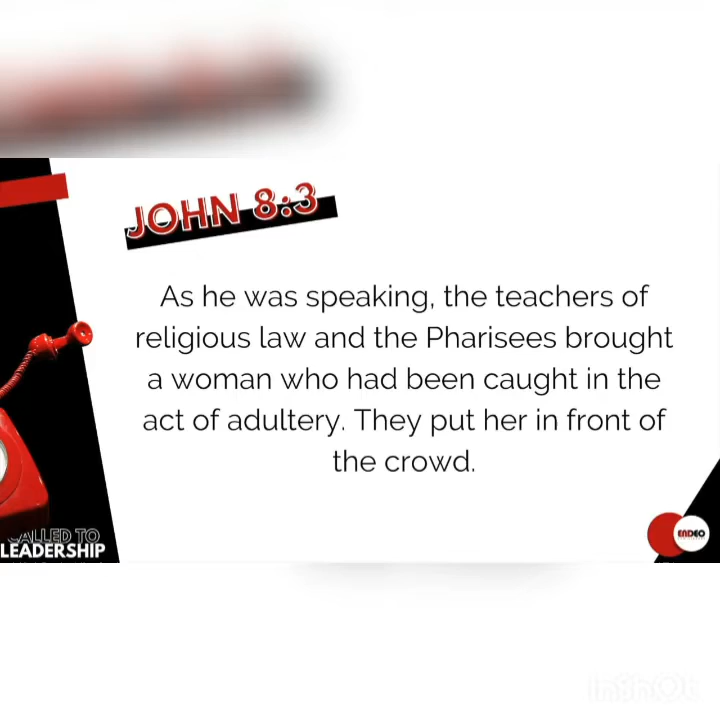 JOHN 8:3
As he was speaking, the teachers of
religious law and the Pharisees brought
a woman who had been caught in the
act of adultery. They put her in front of
the crowd.
CALLED TO
LEADERSHIP
ENDEO